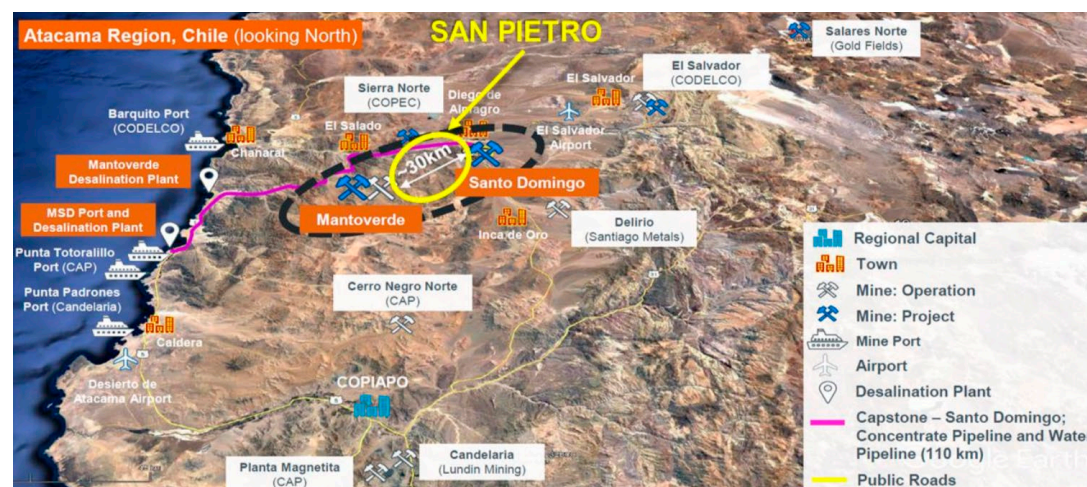 Atacama Region, Chile (looking North)
SAN PIETRO
Salares Norte
(Gold Fields)
El Salvador
(CODELCO)
El Salvador
Sierra Norte
(COPEC)
Diego de
Almagro
El Salvador
Airport
Barquito Port
(CODELCO)
Chanaral
El Salado
~30km
Mantoverde
Desalination Plant
Santo Domingo
Mantoverde
MSD Port and
Desalination Plant
Inca de Oro
Delirio
(Santiago Metals)
Punta Totoralillo
Port (CAP)
Punta Padrones
Port (Candelaria)
Cerro Negro Norte
(CAP)
Caldera
Desierto de
Atacama Airport
COPIAPO
Candelaria
(Lundin Mining)
Planta Magnetita
(CAP)
Regional Capital
Town
Mine: Operation
Mine: Project
Mine Port
Airport
Desalination Plant
Capstone – Santo Domingo;
Concentrate Pipeline and Wate
Pipeline (110 km)
Google Earth
Public Roads